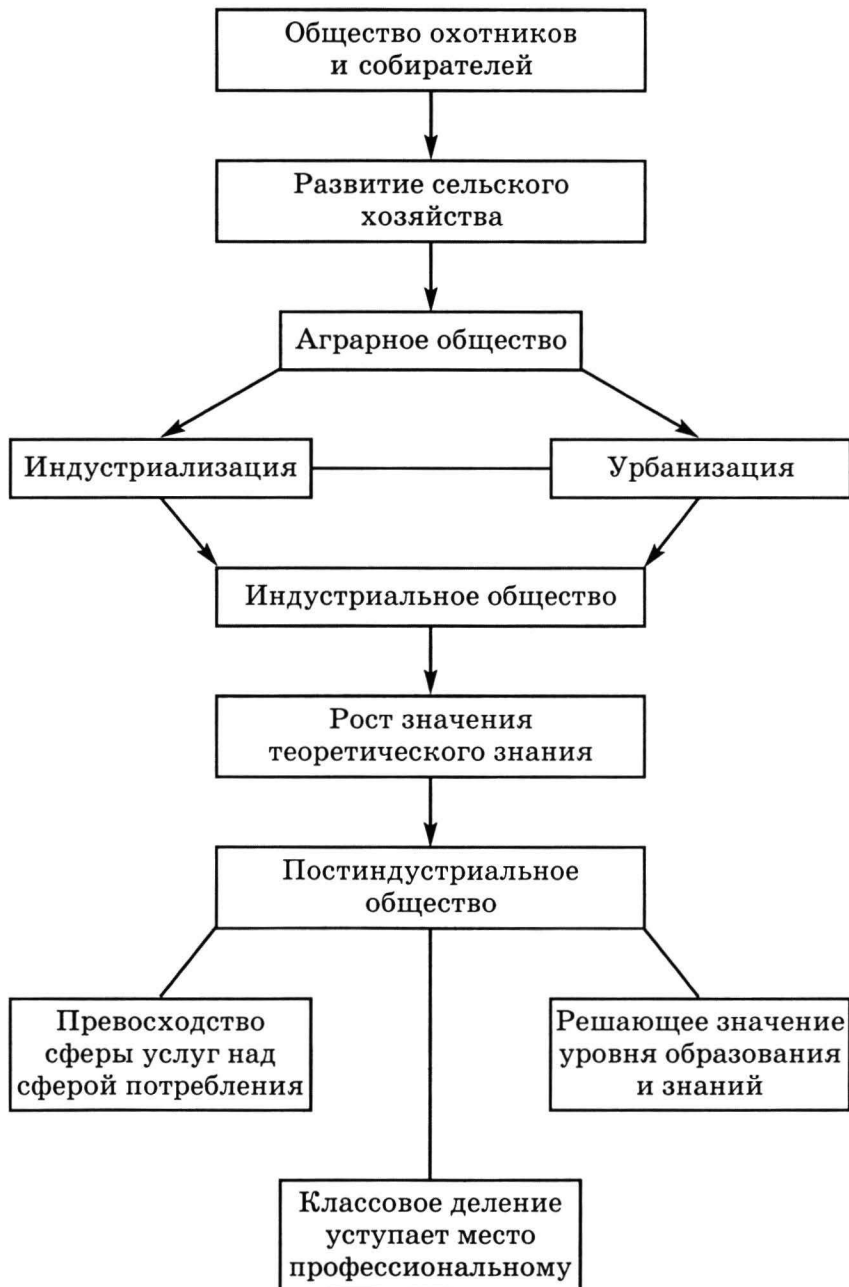 Общество охотников
и собирателей
Развитие сельского
хозяйства
Аграрное общество
Индустриализация
Урбанизация
Индустриальное общество
Рост значения
теоретического знания
Постиндустриальное
общество
Превосходство
сферы услуг над
сферой потребления
Решающее значение
уровня образования
и знаний
Классовое деление
уступает место
профессиональному